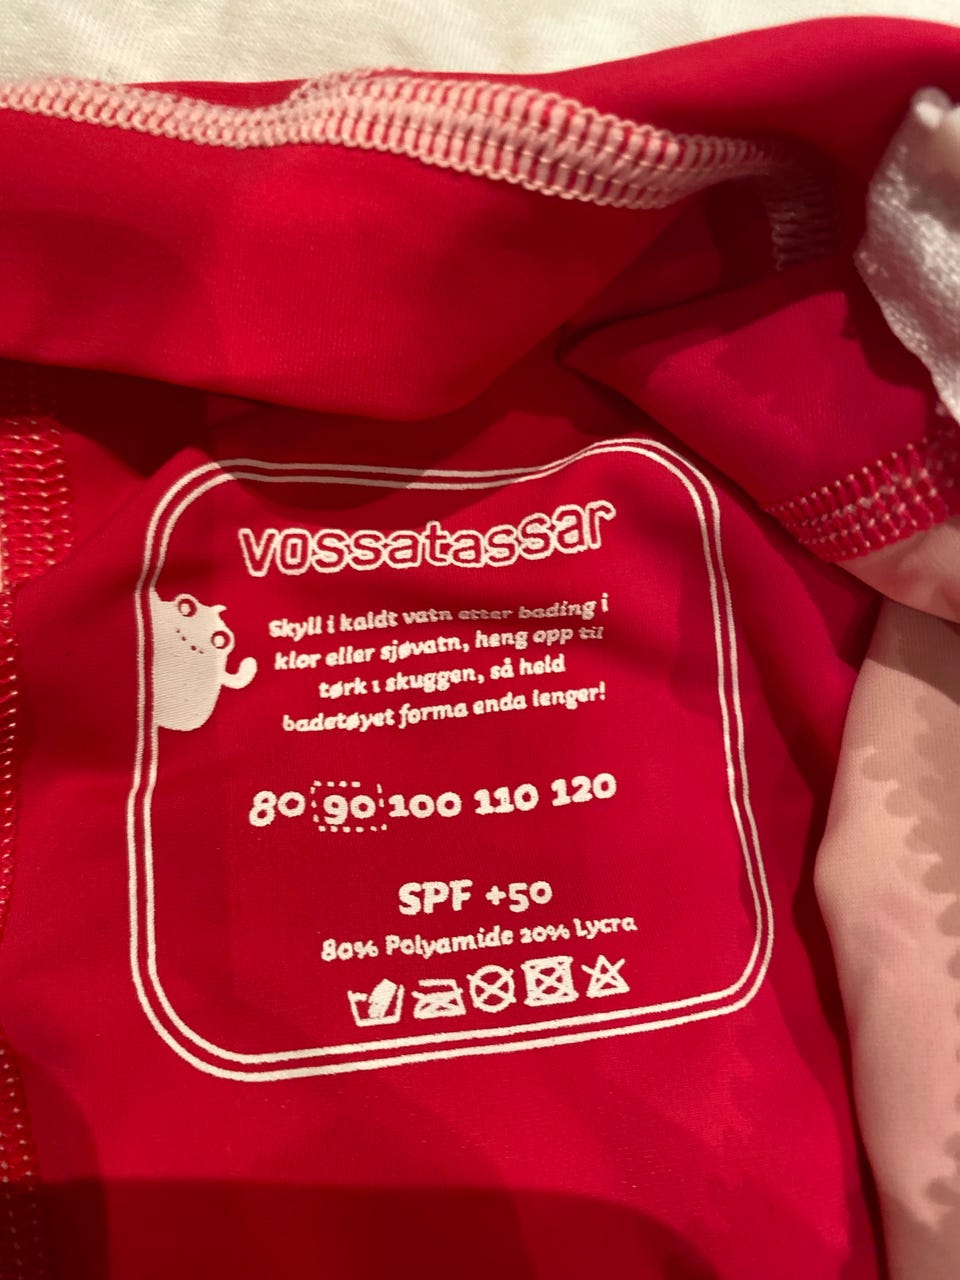 vossatassar
Skyll i kaldt vatn etter bading i
klor eller sjøvatn, heng opp til
tørk i skuggen, så held
badetøyet forma enda lenger!
80 90 100 110 120
SPF +50
80% Polyamide 20% Lycra